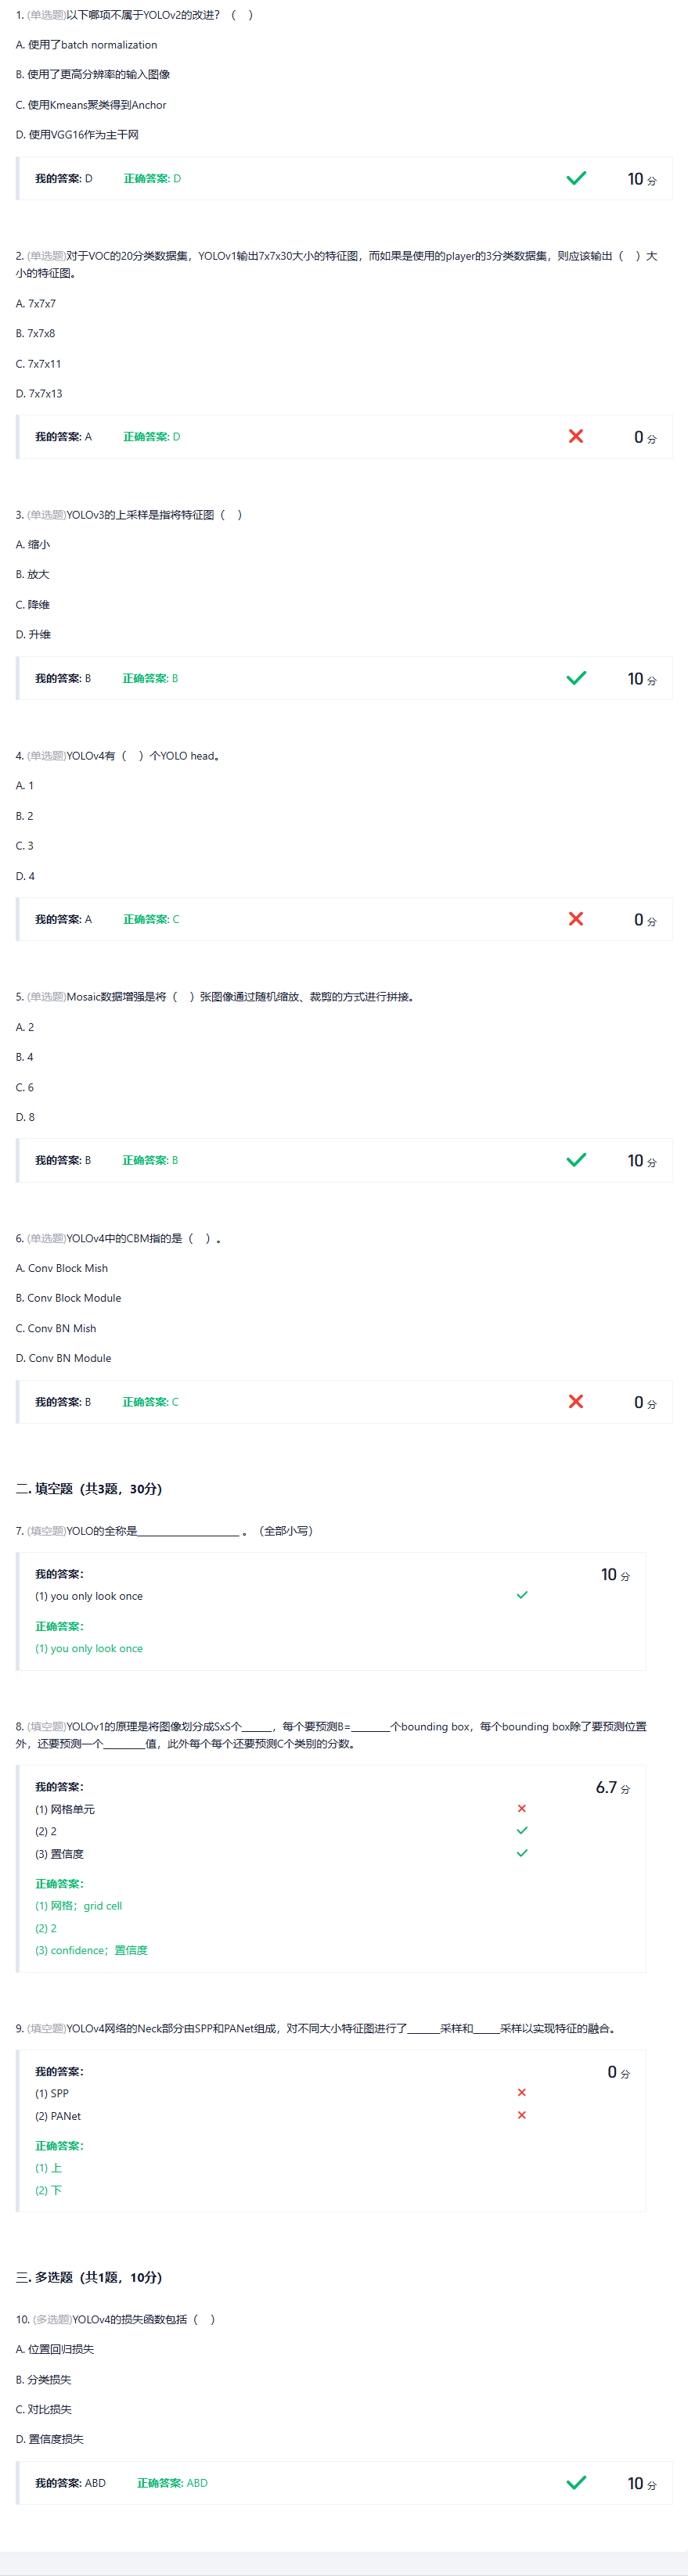 1. (单选题)以下哪项不属于YOLOv2的改进？（    ）
A. 使用了batch normalization
B. 使用了更高分辨率的输入图像
C. 使用Kmeans聚类得到Anchor
D. 使用VGG16作为主干网
我的答案: D 正确答案: D 10 分
2. (单选题)对于VOC的20分类数据集，YOLOv1输出7x7x30大小的特征图，而如果是使用的player的3分类数据集，则应该输出（    ）大
小的特征图。
A. 7x7x7
B. 7x7x8
C. 7x7x11
D. 7x7x13
我的答案: A 正确答案: D 0 分
3. (单选题)YOLOv3的上采样是指将特征图（    ）
A. 缩小
B. 放大
C. 降维
D. 升维
我的答案: B 正确答案: B 10 分
4. (单选题)YOLOv4有（    ）个YOLO head。
A. 1
B. 2
C. 3
D. 4
我的答案: A 正确答案: C 0 分
5. (单选题)Mosaic数据增强是将（    ）张图像通过随机缩放、裁剪的方式进行拼接。
A. 2
B. 4
C. 6
D. 8
我的答案: B 正确答案: B 10 分
6. (单选题)YOLOv4中的CBM指的是（    ）。
A. Conv Block Mish
B. Conv Block Module
C. Conv BN Mish
D. Conv BN Module
我的答案: B 正确答案: C 0 分
二. 填空题（共3题，30分）
7. (填空题)YOLO的全称是___________________ 。（全部小写）
我的答案： 10 分
(1) you only look once
正确答案：
(1) you only look once
8. (填空题)YOLOv1的原理是将图像划分成SxS个______，每个要预测B=________个bounding box，每个bounding box除了要预测位置
外，还要预测一个________值，此外每个每个还要预测C个类别的分数。
我的答案： 6.7 分
(1) 网格单元
(2) 2
(3) 置信度
正确答案：
(1) 网格；grid cell
(2) 2
(3) confidence；置信度
9. (填空题)YOLOv4网络的Neck部分由SPP和PANet组成，对不同大小特征图进行了______采样和_____采样以实现特征的融合。
我的答案： 0 分
(1) SPP
(2) PANet
正确答案：
(1) 上
(2) 下
三. 多选题（共1题，10分）
10. (多选题)YOLOv4的损失函数包括（    ）
A. 位置回归损失
B. 分类损失
C. 对比损失
D. 置信度损失
我的答案: ABD 正确答案: ABD 10 分